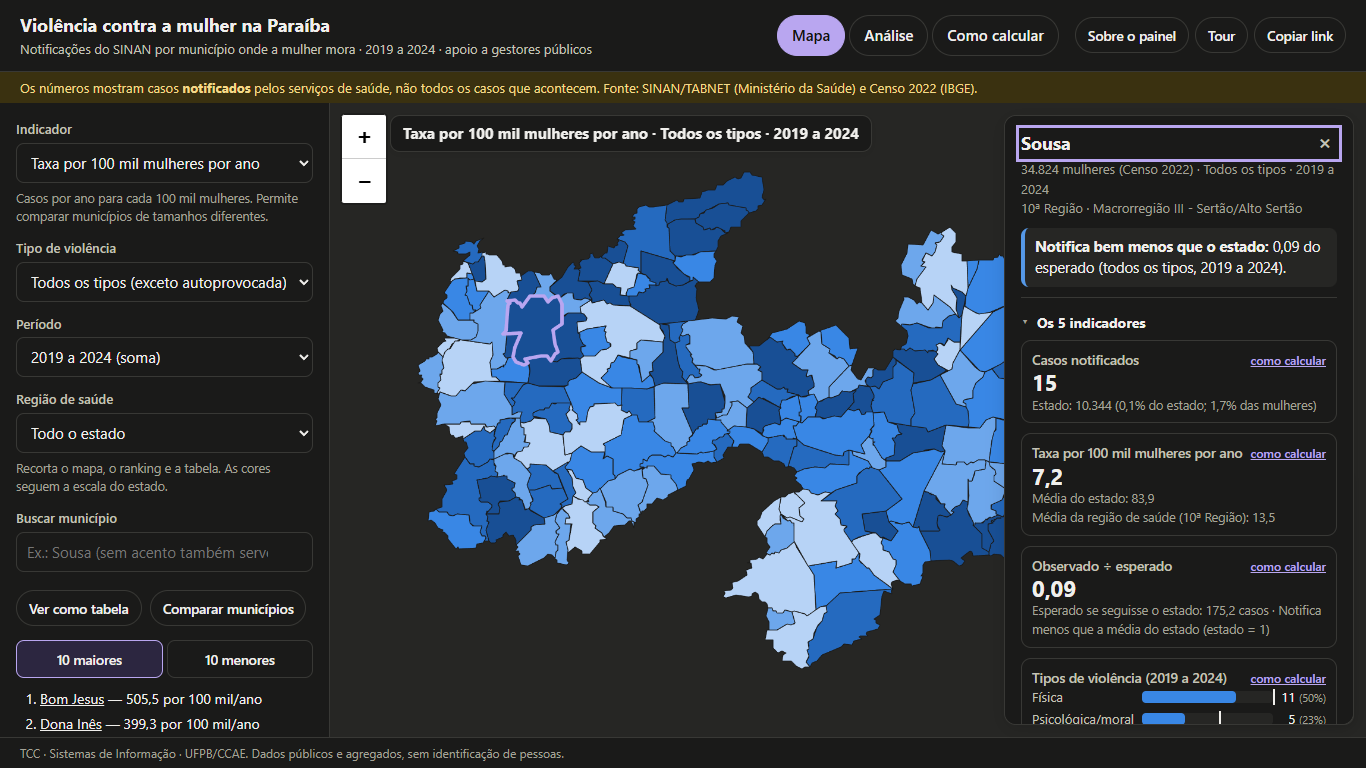 Violência contra a mulher na Paraíba
Notificações do SINAN por município onde a mulher mora · 2019 a 2024 · apoio a gestores públicos
Mapa
Análise
Como calcular
Sobre o painel
Tour
Copiar link
Os números mostram casos notificados pelos serviços de saúde, não todos os casos que acontecem. Fonte: SINAN/TABNET (Ministério da Saúde) e Censo 2022 (IBGE).
Indicador
Taxa por 100 mil mulheres por ano
Casos por ano para cada 100 mil mulheres. Permite
comparar municípios de tamanhos diferentes.
Tipo de violência
Todos os tipos (exceto autoprovocada)
Período
2019 a 2024 (soma)
Região de saúde
Todo o estado
Recorta o mapa, o ranking e a tabela. As cores
seguem a escala do estado.
Buscar município
Ex.: Sousa (sem acento também serve
Ver como tabela
Comparar municípios
10 maiores
10 menores
1. Bom Jesus — 505,5 por 100 mil/ano
2. Dona Inês — 399,3 por 100 mil/ano
+
−
Taxa por 100 mil mulheres por ano · Todos os tipos · 2019 a 2024
Sousa
×
34.824 mulheres (Censo 2022) · Todos os tipos · 2019 a
2024
10ª Região · Macrorregião III - Sertão/Alto Sertão
Notifica bem menos que o estado: 0,09 do
esperado (todos os tipos, 2019 a 2024).
Os 5 indicadores
Casos notificados
como calcular
15
Estado: 10.344 (0,1% do estado; 1,7% das mulheres)
Taxa por 100 mil mulheres por ano
como calcular
7,2
Média do estado: 83,9
Média da região de saúde (10ª Região): 13,5
Observado ÷ esperado
como calcular
0,09
Esperado se seguisse o estado: 175,2 casos · Notifica
menos que a média do estado (estado = 1)
Tipos de violência (2019 a 2024)
como calcular
Física
11 (50%)
Psicológica/moral
5 (23%)
TCC · Sistemas de Informação · UFPB/CCAE. Dados públicos e agregados, sem identificação de pessoas.